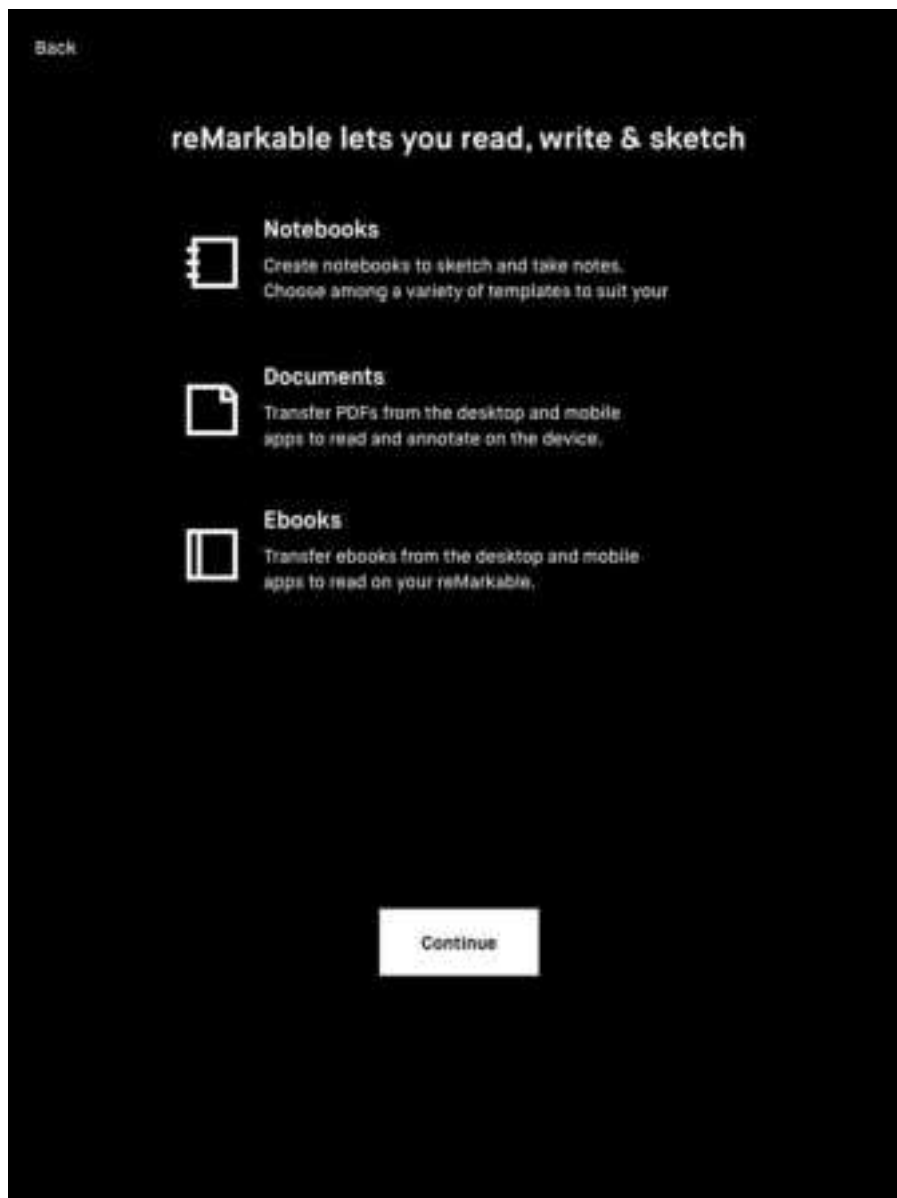 Back
reMarkable lets you read, write & sketch
Notebooks
Create notebooks to sketch and take notes.
Choose among a variety of templates to suit your
Documents
Transfer PDFs from the desktop and mobile
apps to read and annotate on the device.
Ebooks
Transfer ebooks from the desktop and mobile
apps to read on your reMarkable.
Continue